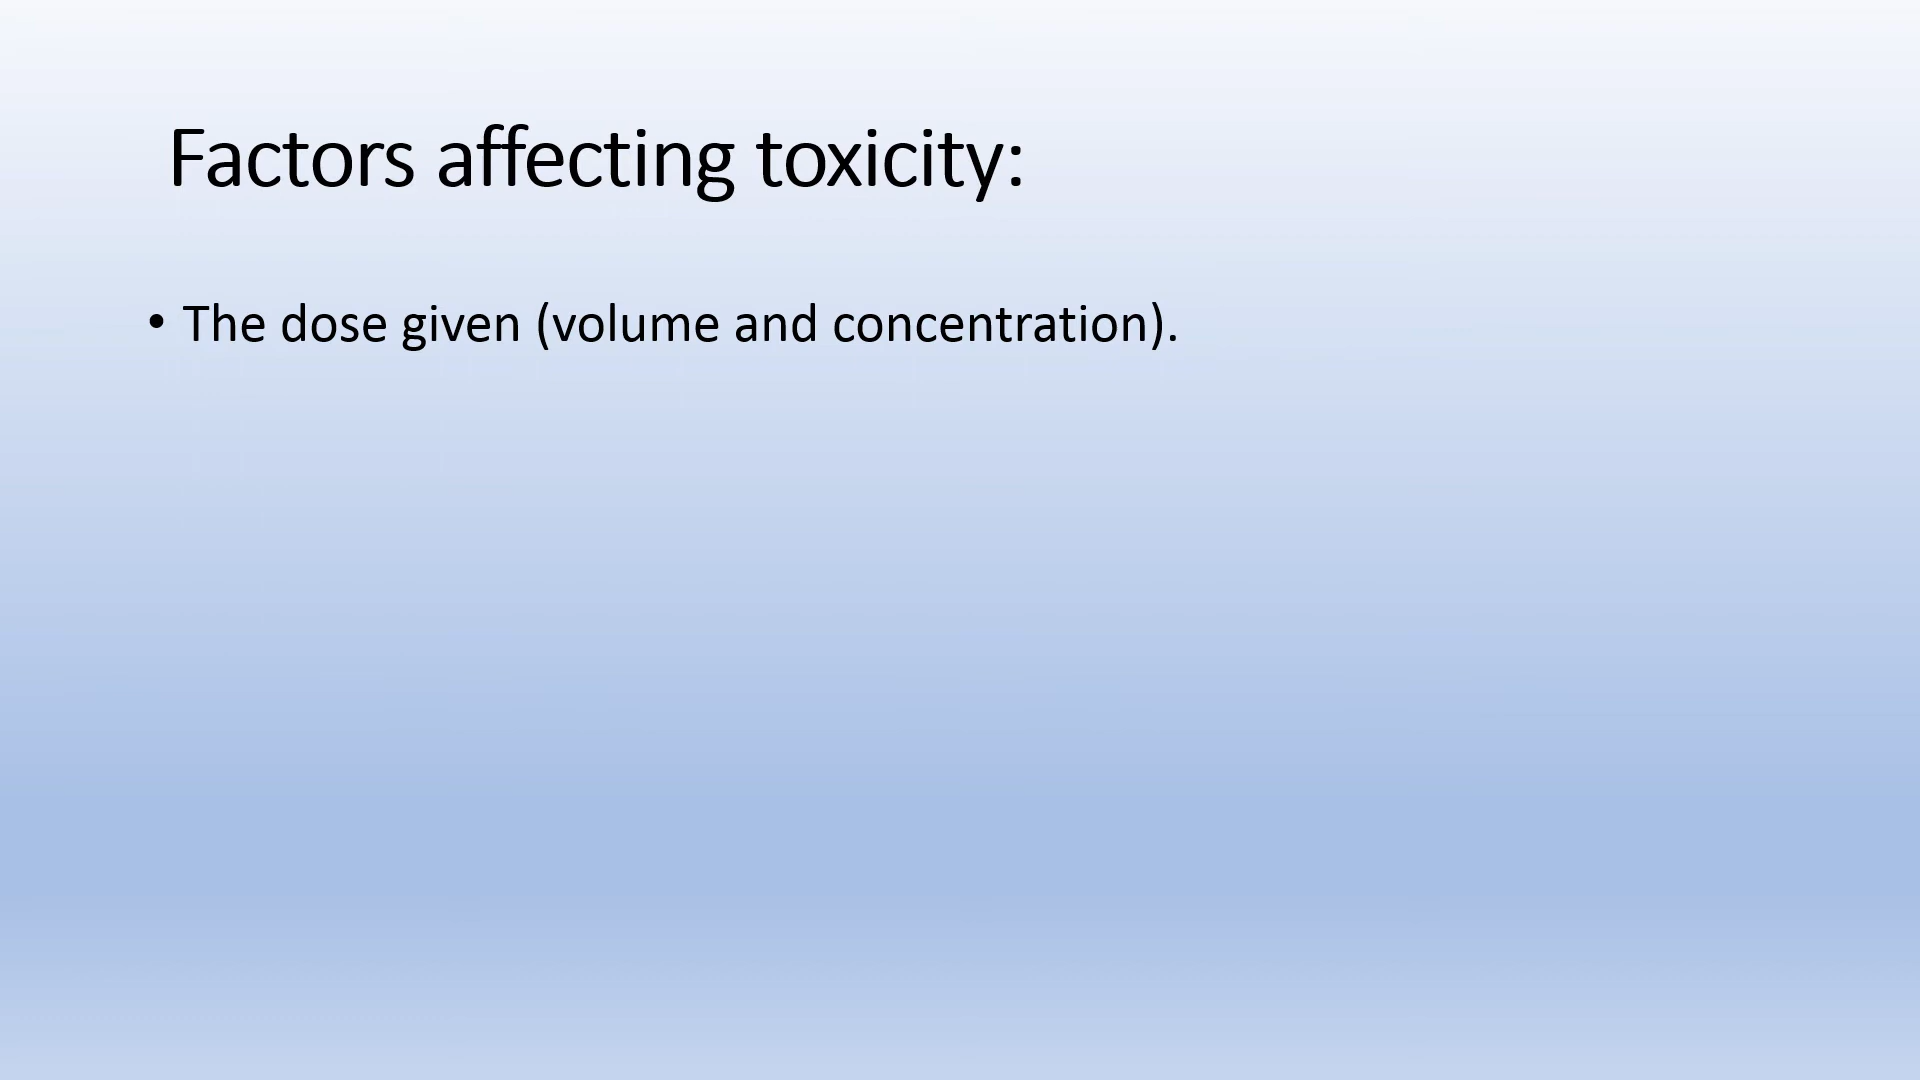 Factors affecting toxicity:
• The dose given (volume and concentration).